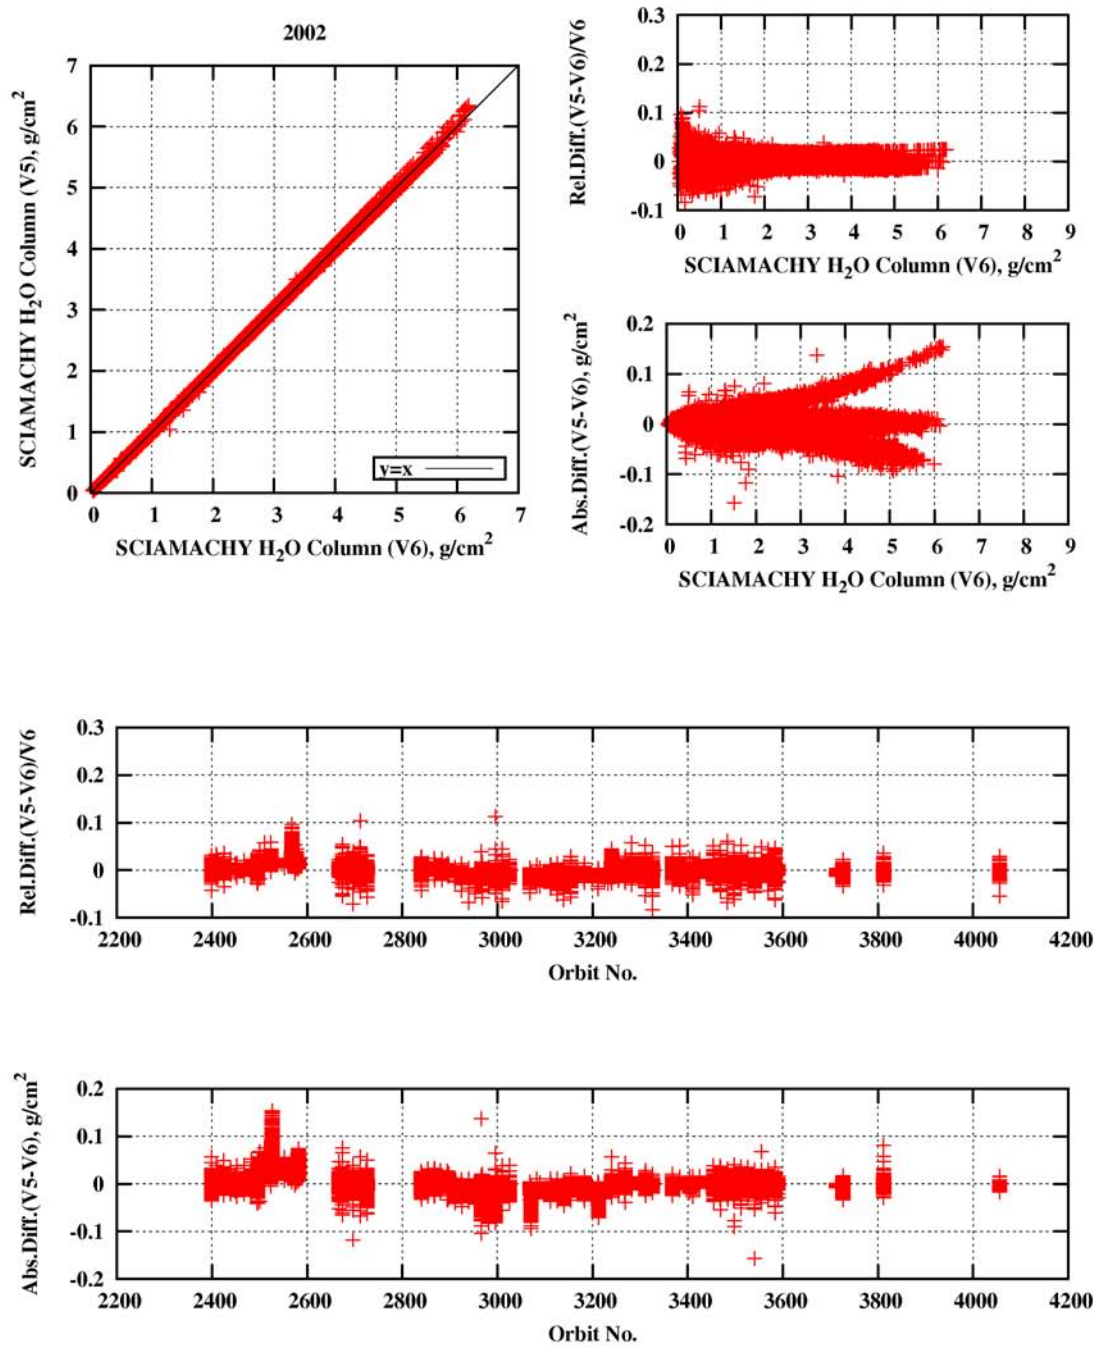 2002
7
6
5
4
3
2
1
0
0 1 2 3 4 5 6 7
SCIAMACHY H2O Column (V5), g/cm2
SCIAMACHY H2O Column (V6), g/cm2
y=x
0.3
0.2
0.1
0
-0.1
0 1 2 3 4 5 6 7 8 9
Rel.Diff.(V5-V6)/V6
SCIAMACHY H2O Column (V6), g/cm2
0.2
0.1
0
-0.1
-0.2
0 1 2 3 4 5 6 7 8 9
Abs.Diff.(V5-V6), g/cm2
SCIAMACHY H2O Column (V6), g/cm2
0.3
0.2
0.1
0
-0.1
2200 2400 2600 2800 3000 3200 3400 3600 3800 4000 4200
Rel.Diff.(V5-V6)/V6
Orbit No.
0.2
0.1
0
-0.1
-0.2
2200 2400 2600 2800 3000 3200 3400 3600 3800 4000 4200
Abs.Diff.(V5-V6), g/cm2
Orbit No.